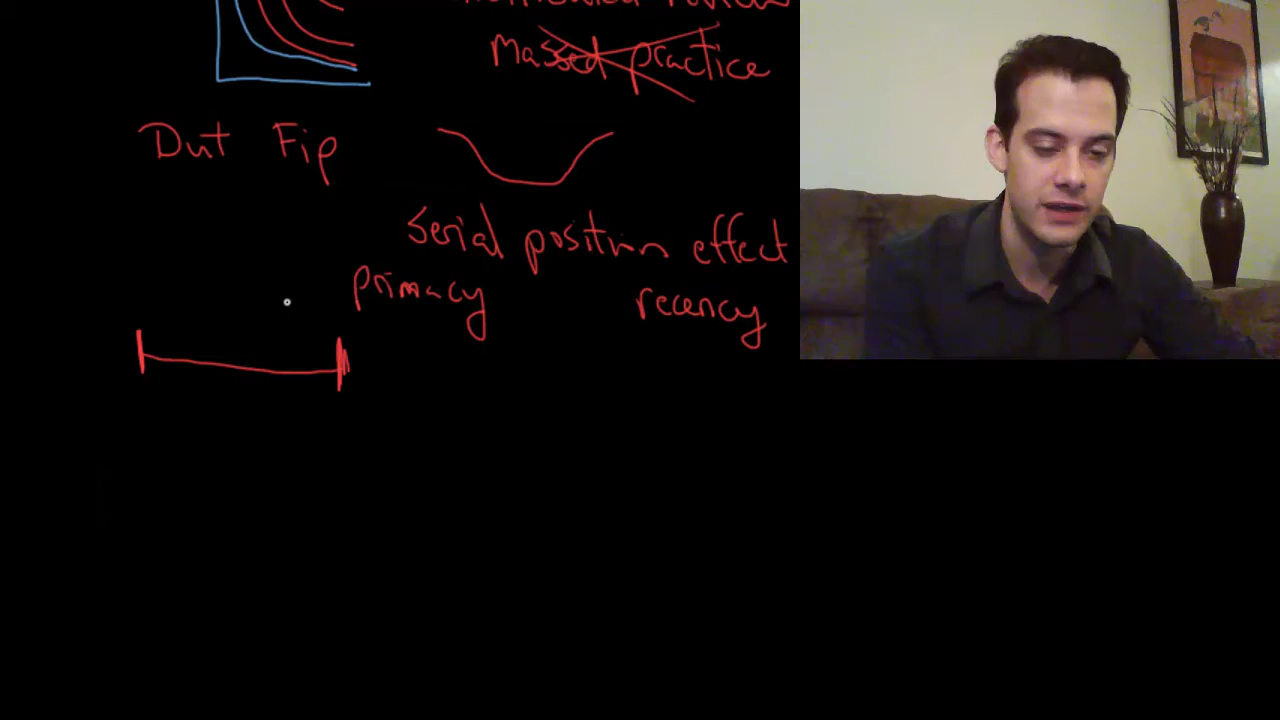 massed practice
Dut Fip
serial position effect
primacy recency